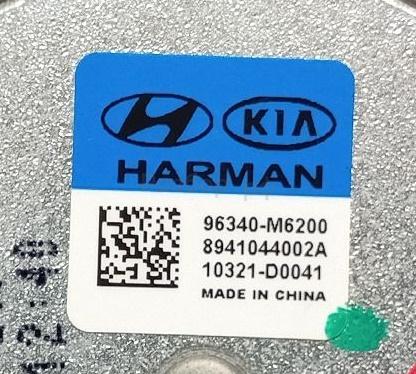 KIA
HARMAN
96340-M6200
8941044002A
10321-D0041
MADE IN CHINA